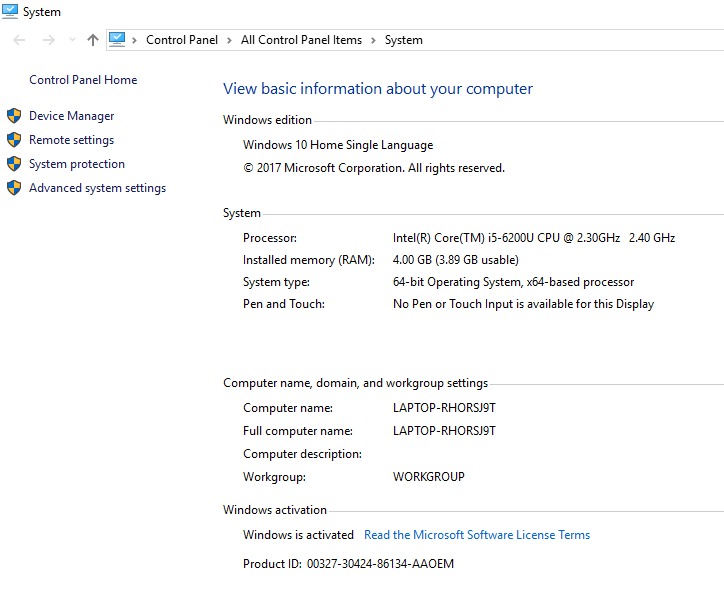 System
Control Panel > All Control Panel Items > System
Control Panel Home
Device Manager
Remote settings
System protection
Advanced system settings
View basic information about your computer
Windows edition
Windows 10 Home Single Language
© 2017 Microsoft Corporation. All rights reserved.
System
Processor: Intel(R) Core(TM) i5-6200U CPU @ 2.30GHz 2.40 GHz
Installed memory (RAM): 4.00 GB (3.89 GB usable)
System type: 64-bit Operating System, x64-based processor
Pen and Touch: No Pen or Touch Input is available for this Display
Computer name, domain, and workgroup settings
Computer name: LAPTOP-RHORSJ9T
Full computer name: LAPTOP-RHORSJ9T
Computer description:
Workgroup: WORKGROUP
Windows activation
Windows is activated Read the Microsoft Software License Terms
Product ID: 00327-30424-86134-AAOEM